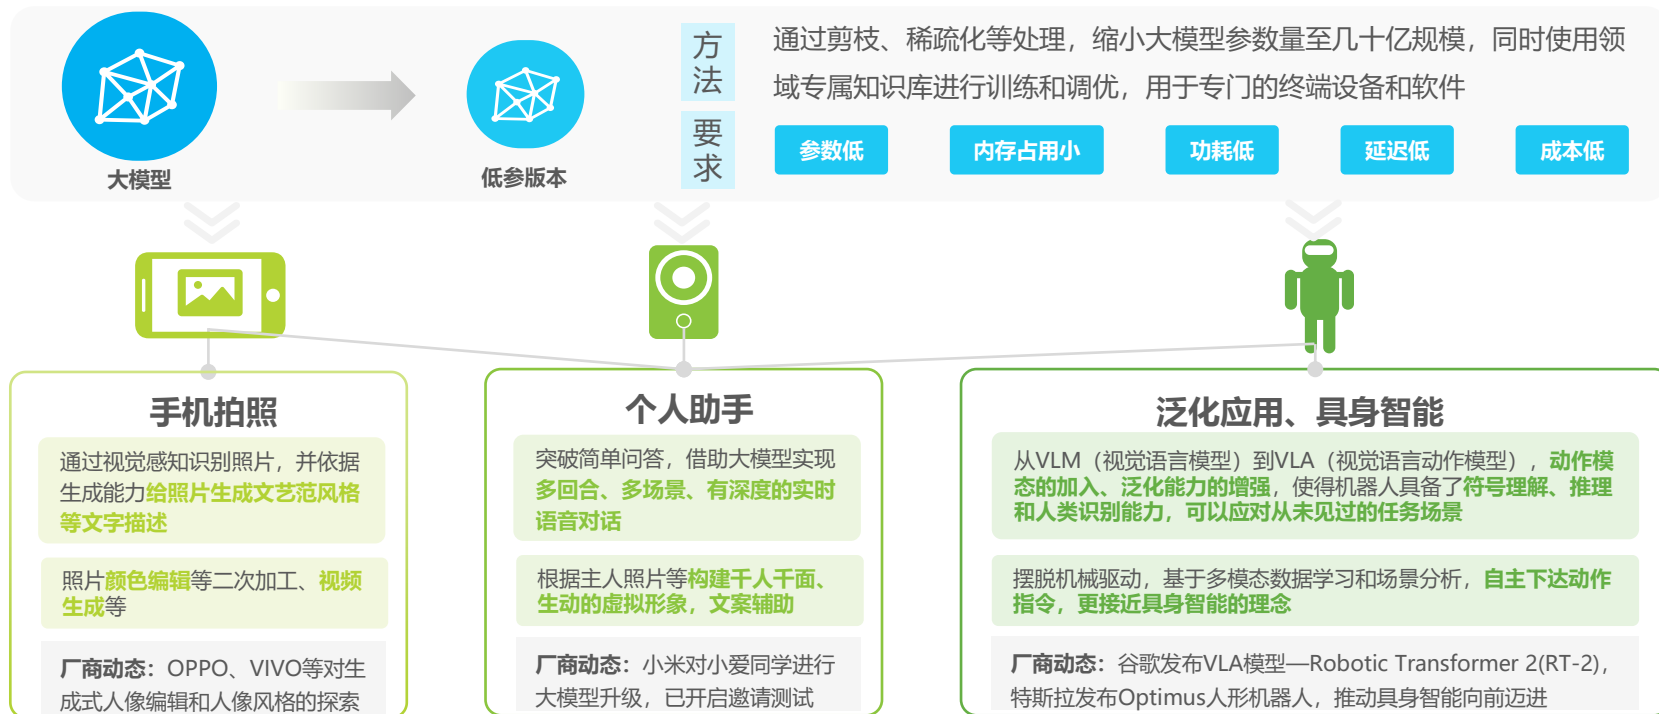 大模型
低参版本
方法
通过剪枝、稀疏化等处理，缩小大模型参数量至几十亿规模，同时使用领
域专属知识库进行训练和调优，用于专门的终端设备和软件
要求
参数低
内存占用小
功耗低
延迟低
成本低
手机拍照
通过视觉感知识别照片，并依据
生成能力给照片生成文艺范风格
等文字描述
照片颜色编辑等二次加工、视频
生成等
厂商动态：OPPO、VIVO等对生
成式人像编辑和人像风格的探索
个人助手
突破简单问答，借助大模型实现
多回合、多场景、有深度的实时
语音对话
根据主人照片等构建千人千面、
生动的虚拟形象，文案辅助
厂商动态：小米对小爱同学进行
大模型升级，已开启邀请测试
泛化应用、具身智能
从VLM（视觉语言模型）到VLA（视觉语言动作模型），动作模
态的加入、泛化能力的增强，使得机器人具备了符号理解、推理
和人类识别能力，可以应对从未见过的任务场景
摆脱机械驱动，基于多模态数据学习和场景分析，自主下达动作
指令，更接近具身智能的理念
厂商动态：谷歌发布VLA模型—Robotic Transformer 2(RT-2)，
特斯拉发布Optimus人形机器人，推动具身智能向前迈进